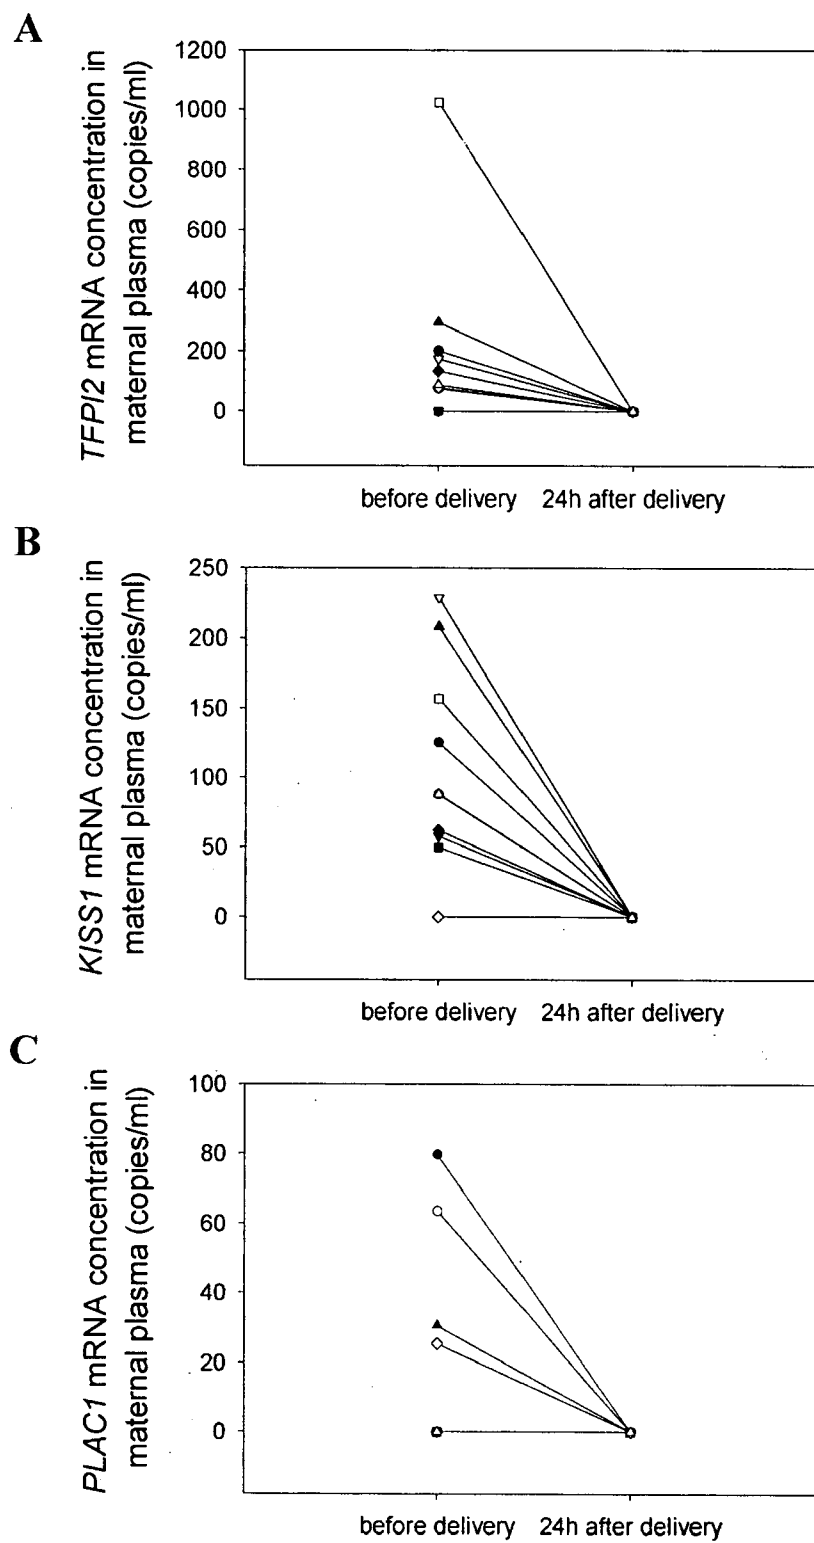 A
TFPI2 mRNA concentration in
maternal plasma (copies/ml)
1200
1000
800
600
400
200
0
before delivery 24h after delivery
B
KISS1 mRNA concentration in
maternal plasma (copies/ml)
250
200
150
100
50
0
before delivery 24h after delivery
C
PLAC1 mRNA concentration in
maternal plasma (copies/ml)
100
80
60
40
20
0
before delivery 24h after delivery